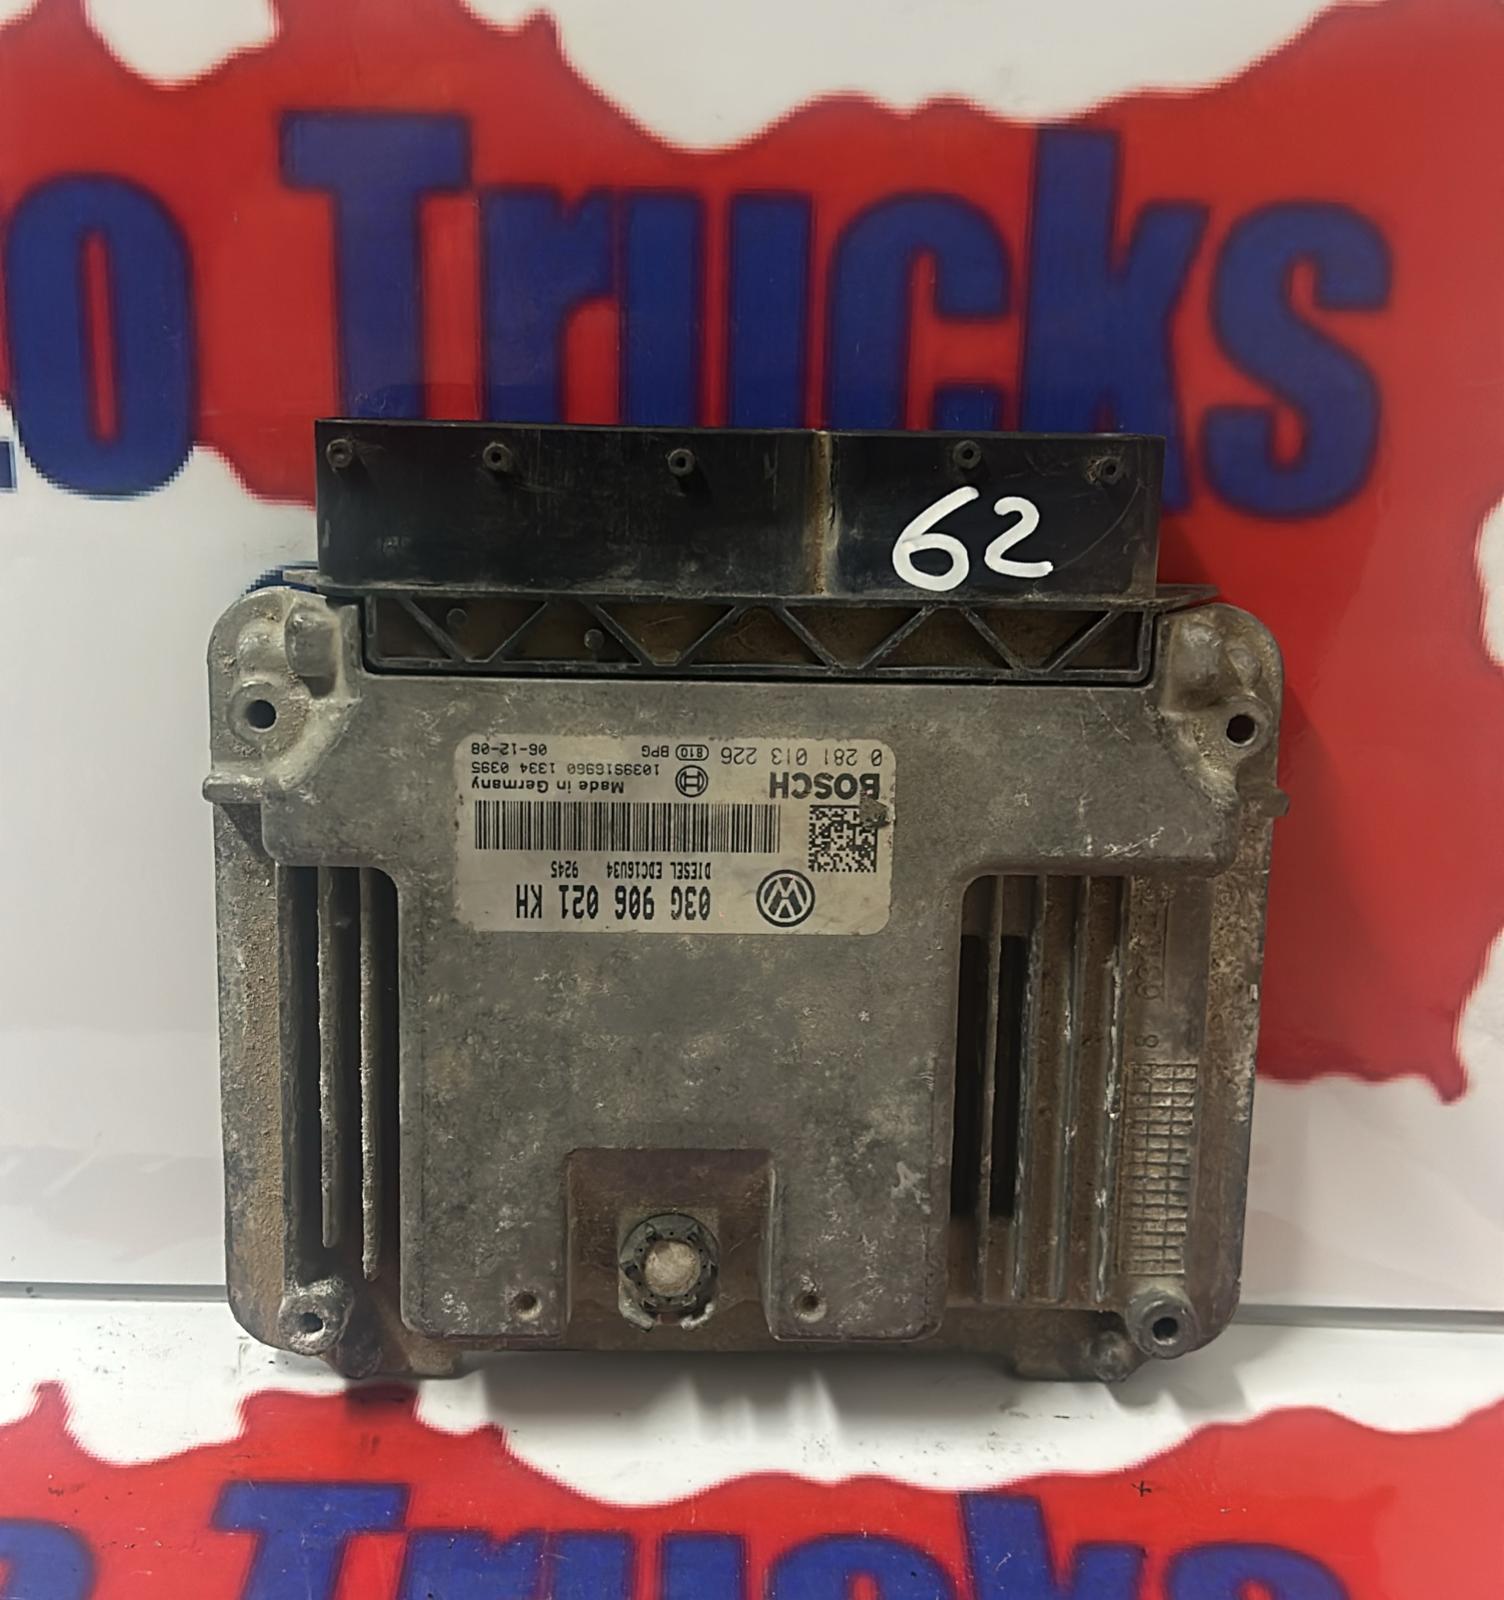 o Trucks
62
03G 906 021 KH
DIESEL EDC16U34 9245
BOSCH
Made in Germany
1039S16960 1334 0395
0 281 013 226 810 BPG 06-12-08
Trucks